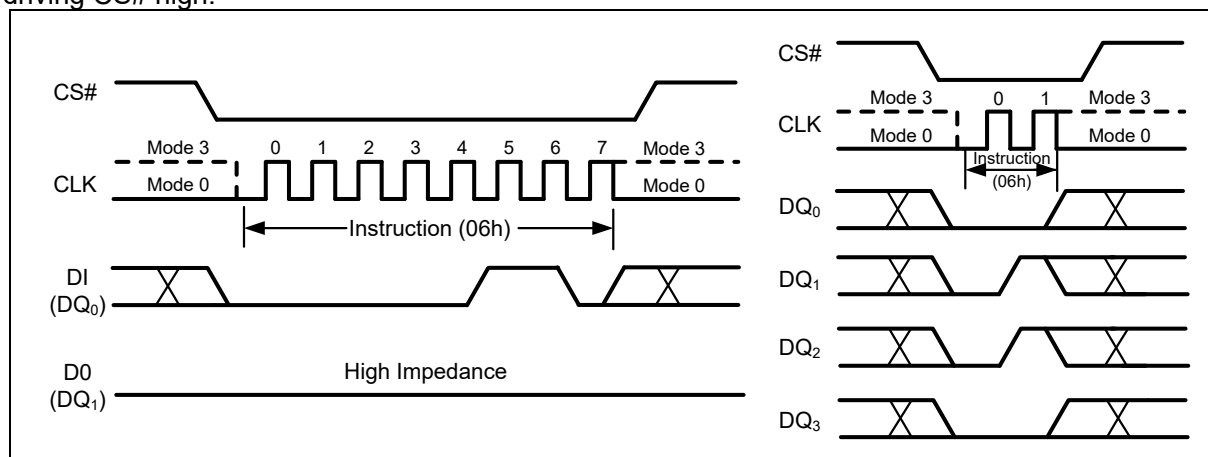 driving CS# high.
CS#
Mode 3 0 1 2 3 4 5 6 7 Mode 3
CLK
Mode 0 Mode 0
Instruction (06h)
DI
(DQ0)
D0
(DQ1)
High Impedance
CS#
Mode 3 0 1 Mode 3
CLK
Mode 0 Mode 0
Instruction
(06h)
DQ0
DQ1
DQ2
DQ3